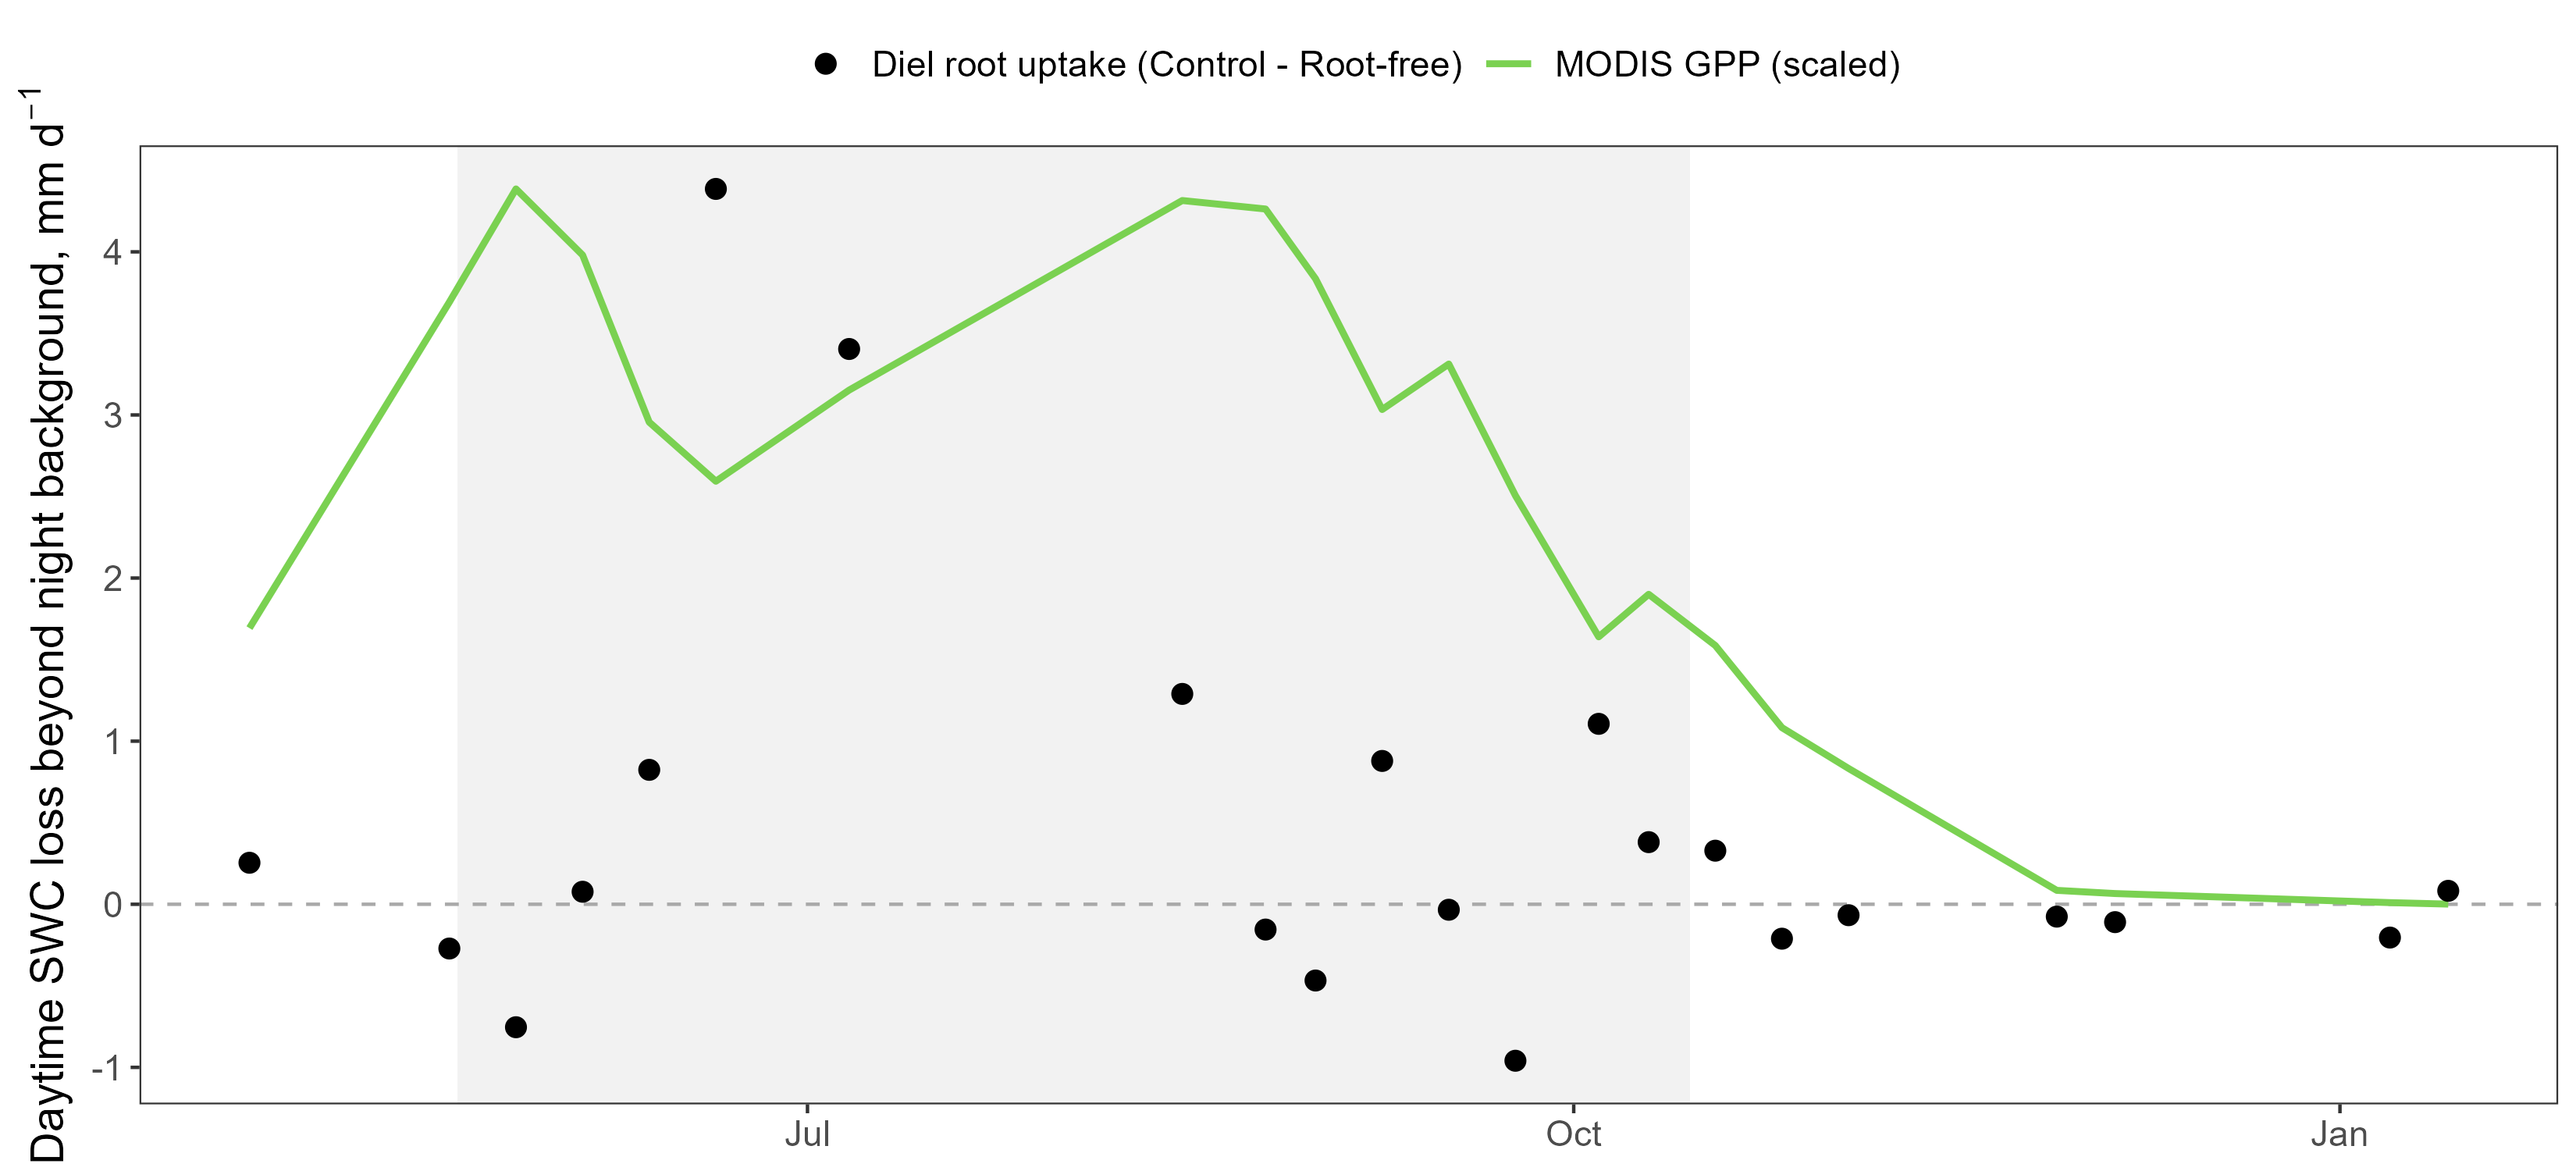 Diel root uptake (Control - Root-free) MODIS GPP (scaled)
Daytime SWC loss beyond night background, mm d⁻¹
4
3
2
1
0
-1
Jul Oct Jan